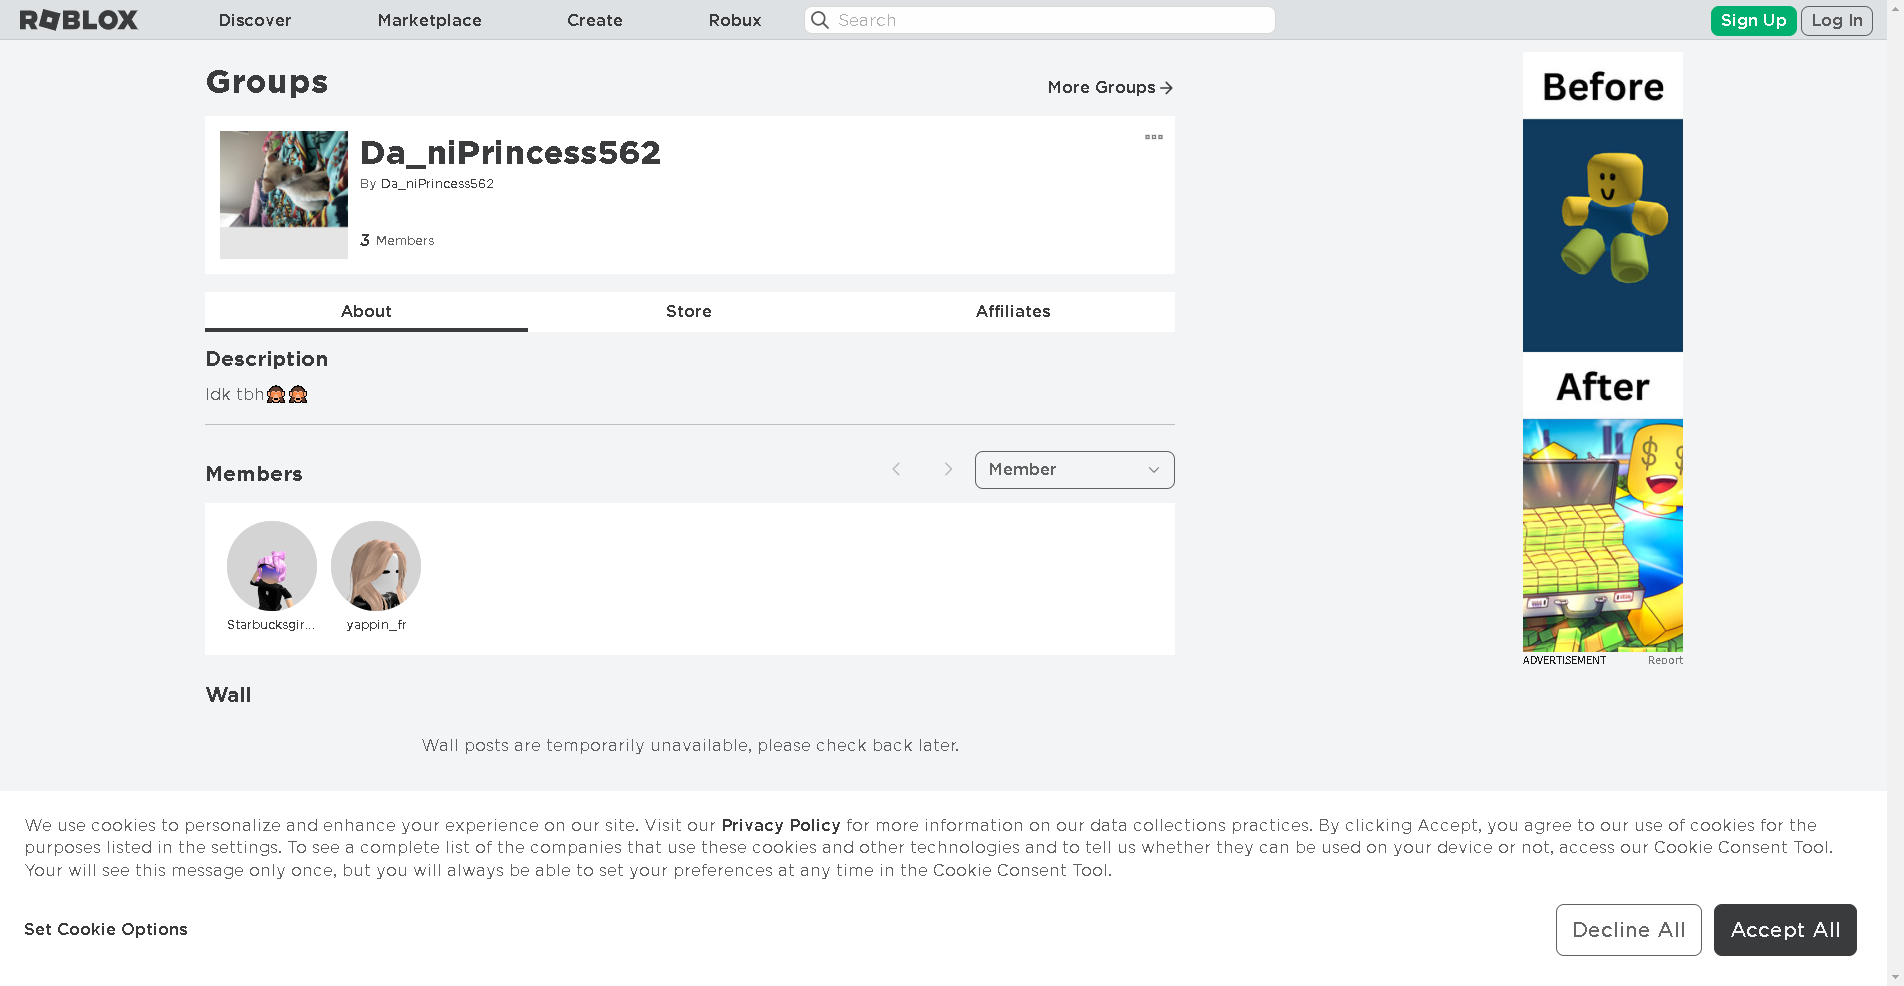 ROBLOX
Discover
Marketplace
Create
Robux
Search
Sign Up
Log In
Groups
More Groups
Da_niPrincess562
By Da_niPrincess562
3 Members
About
Store
Affiliates
Description
Idk tbh🙈🙈
Members
Member
Starbucksgir...
yappin_fr
Wall
Wall posts are temporarily unavailable, please check back later.
Before
After
ADVERTISEMENT
Report
We use cookies to personalize and enhance your experience on our site. Visit our Privacy Policy for more information on our data collections practices. By clicking Accept, you agree to our use of cookies for the
purposes listed in the settings. To see a complete list of the companies that use these cookies and other technologies and to tell us whether they can be used on your device or not, access our Cookie Consent Tool.
Your will see this message only once, but you will always be able to set your preferences at any time in the Cookie Consent Tool.
Set Cookie Options
Decline All
Accept All